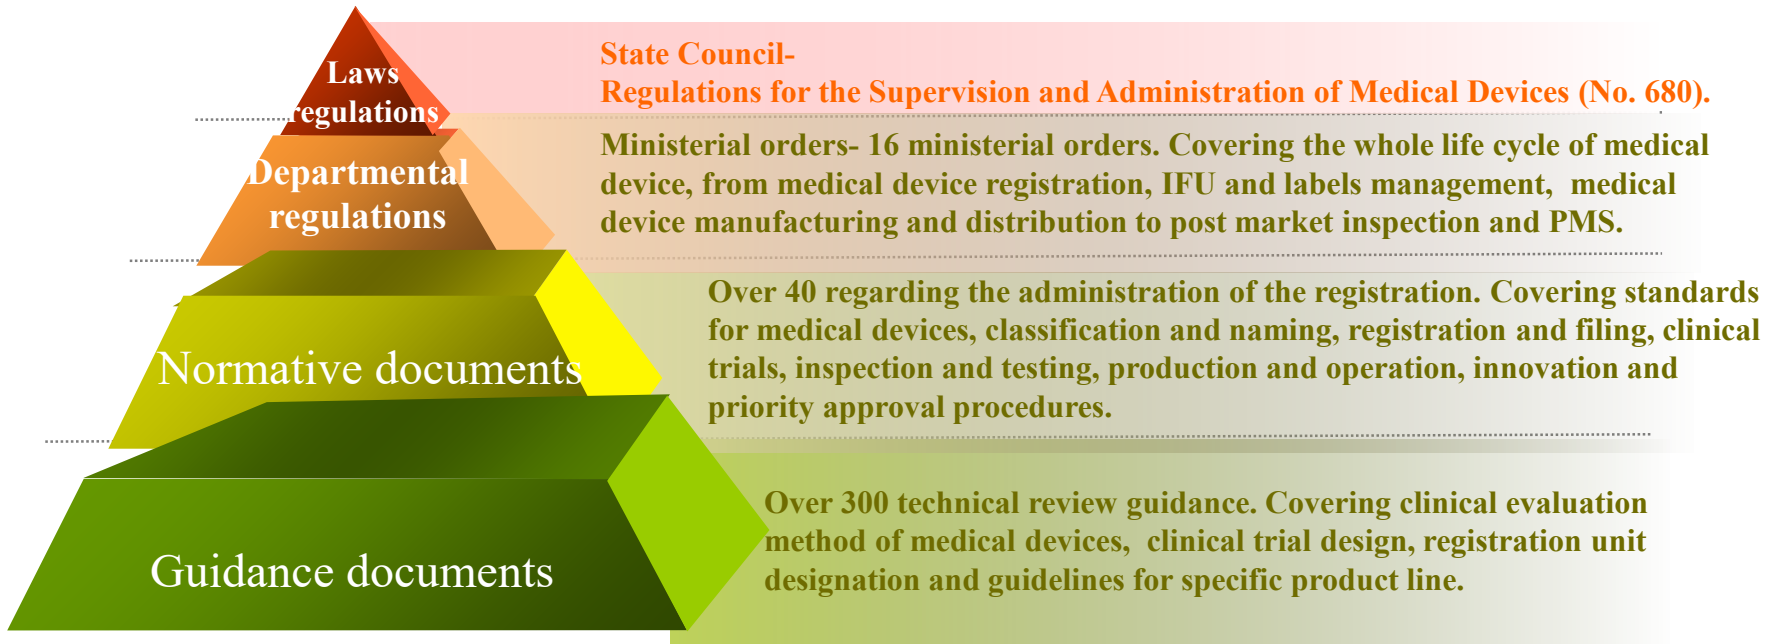 Laws
regulations
State Council-
Regulations for the Supervision and Administration of Medical Devices (No. 680).
Departmental
regulations
Ministerial orders- 16 ministerial orders. Covering the whole life cycle of medical
device, from medical device registration, IFU and labels management, medical
device manufacturing and distribution to post market inspection and PMS.
Normative documents
Over 40 regarding the administration of the registration. Covering standards
for medical devices, classification and naming, registration and filing, clinical
trials, inspection and testing, production and operation, innovation and
priority approval procedures.
Guidance documents
Over 300 technical review guidance. Covering clinical evaluation
method of medical devices, clinical trial design, registration unit
designation and guidelines for specific product line.